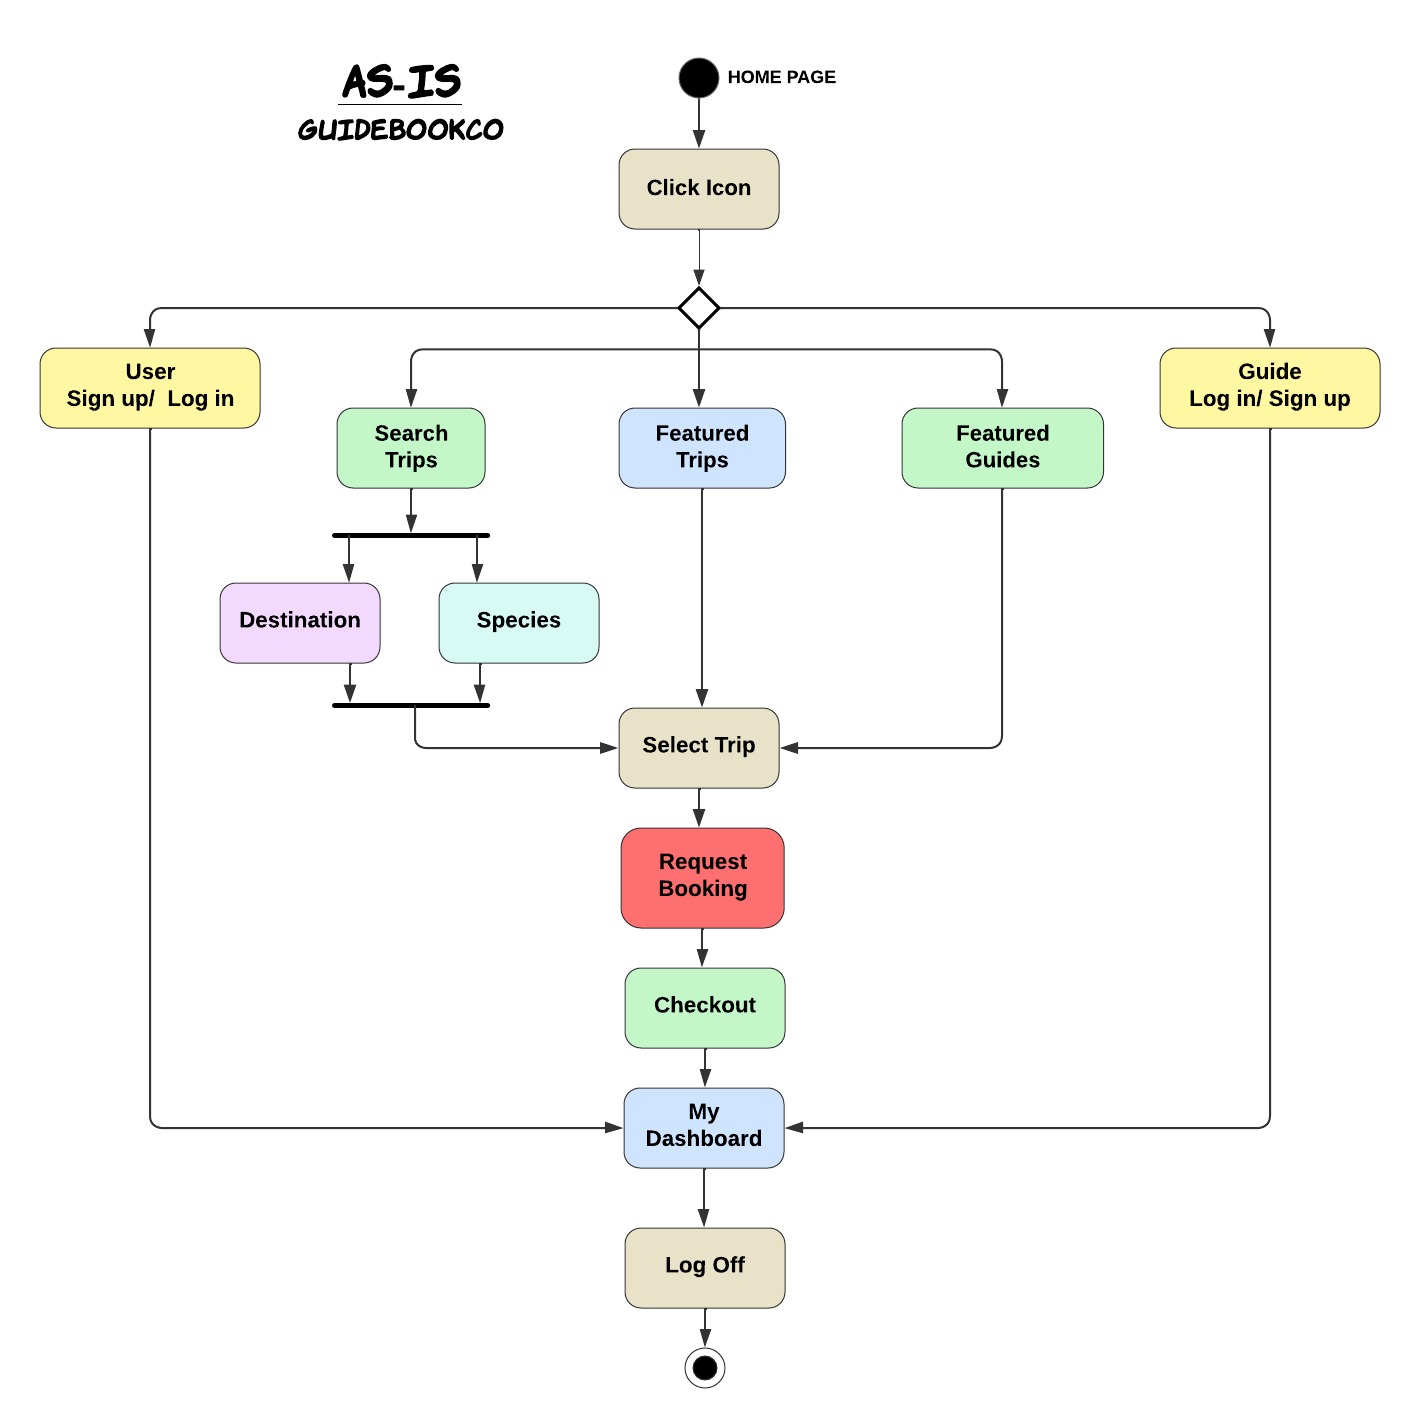 AS-IS
GUIDEBOOKCO
HOME PAGE
Click Icon
User
Sign up/ Log in
Guide
Log in/ Sign up
Search
Trips
Featured
Trips
Featured
Guides
Destination
Species
Select Trip
Request
Booking
Checkout
My
Dashboard
Log Off